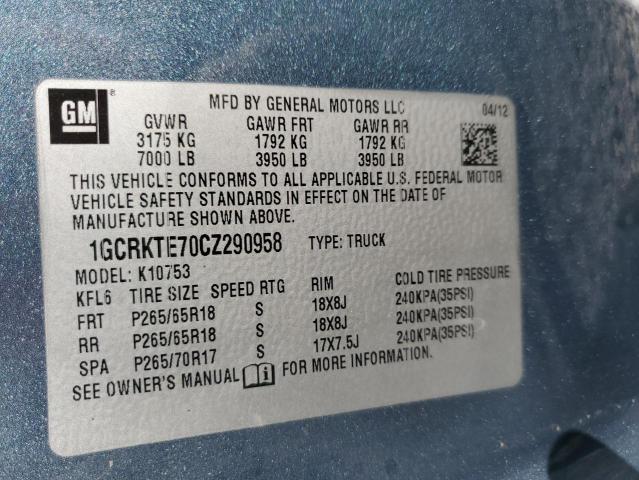 GM ®
MFD BY GENERAL MOTORS LLC 04/12
GVWR GAWR FRT GAWR RR
3175 KG 1792 KG 1792 KG
7000 LB 3950 LB 3950 LB
THIS VEHICLE CONFORMS TO ALL APPLICABLE U.S. FEDERAL MOTOR
VEHICLE SAFETY STANDARDS IN EFFECT ON THE DATE OF
MANUFACTURE SHOWN ABOVE.
1GCRKTE70CZ290958 TYPE: TRUCK
MODEL: K10753
KFL6 TIRE SIZE SPEED RTG RIM COLD TIRE PRESSURE
FRT P265/65R18 S 18X8J 240KPA(35PSI)
RR P265/65R18 S 18X8J 240KPA(35PSI)
SPA P265/70R17 S 17X7.5J 240KPA(35PSI)
SEE OWNER'S MANUAL FOR MORE INFORMATION.